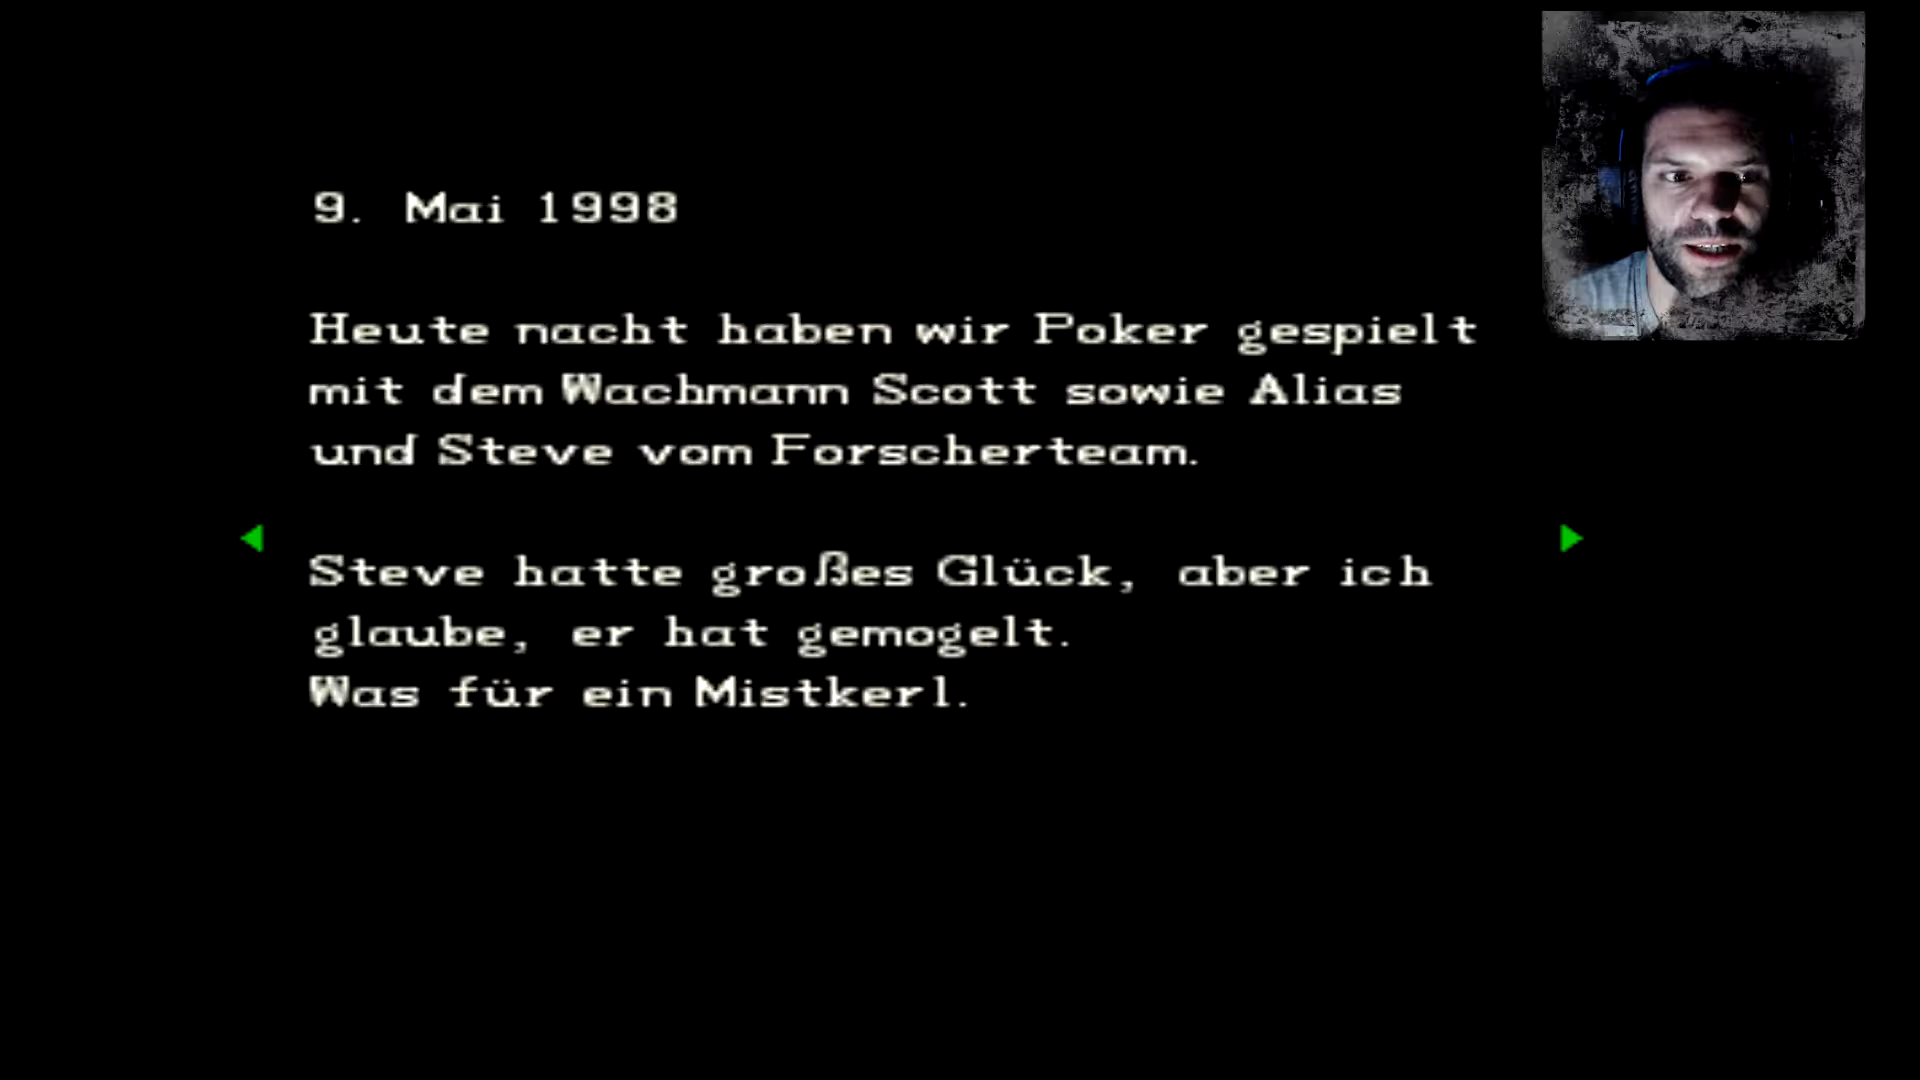 9. Mai 1998
Heute nacht haben wir Poker gespielt
mit dem Wachmann Scott sowie Alias
und Steve vom Forscherteam.
Steve hatte großes Glück, aber ich
glaube, er hat gemogelt.
Was für ein Mistkerl.